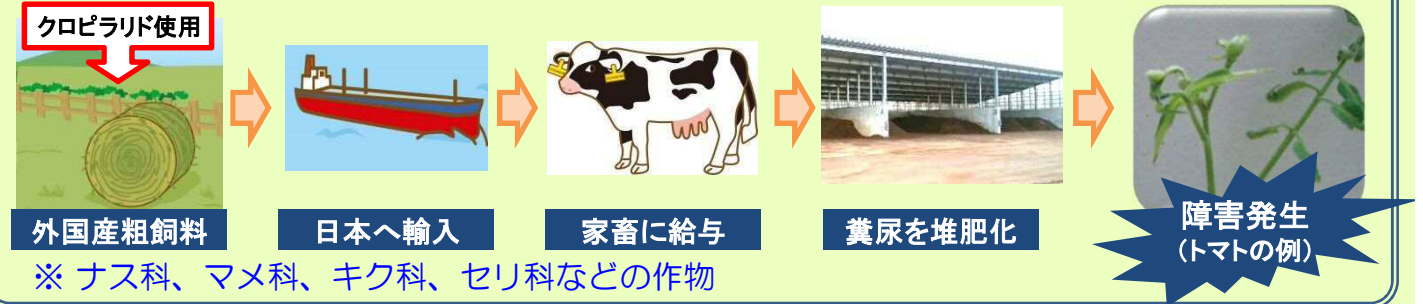 クロピラリド使用
外国産粗飼料
日本へ輸入
家畜に給与
糞尿を堆肥化
障害発生
（トマトの例）
※ ナス科、マメ科、キク科、セリ科などの作物